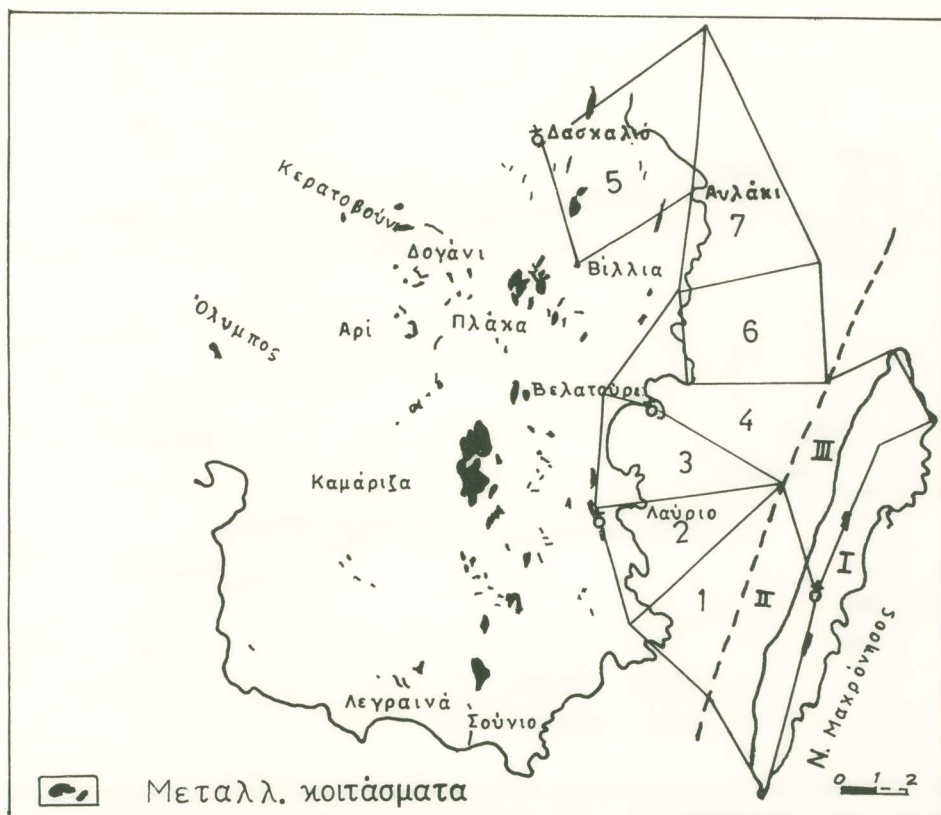 Δασκαλιό
5
Κερατοβούνι
Αυλάκι
7
Δογάνι
Βίλλια
Όλυμπος
Αρί
Πλάκα
6
Βελατούρι
4
III
3
Καμάριζα
Λαύριο
2
I
1
II
Λεγραινά
Σούνιο
Ν. Μακρόνησος
0 1 2
Μεταλλ. κοιτάσματα